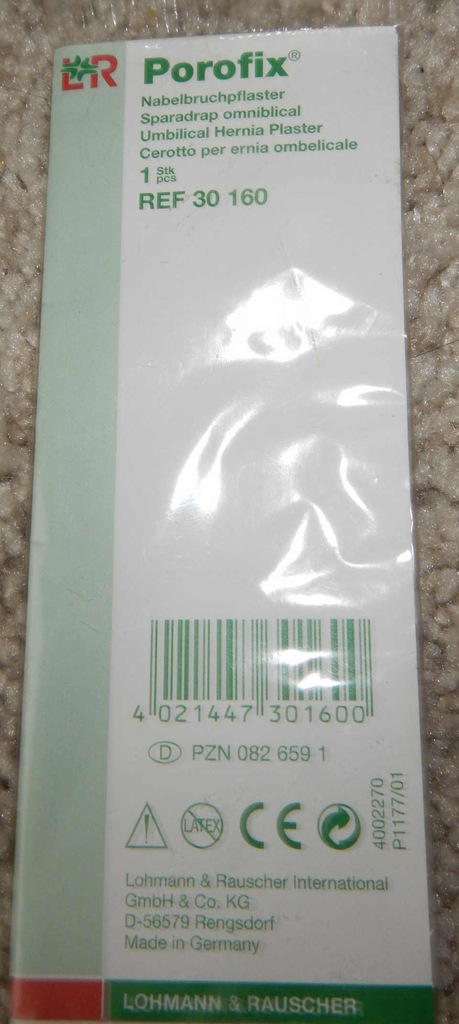 L&R
Porofix®
Nabelbruchpflaster
Sparadrap omniblical
Umbilical Hernia Plaster
Cerotto per ernia ombelicale
1 Stk
pcs
REF 30 160
4 021447 301600
D PZN 082 659 1
LATEX
CE
4002270
P1177/01
Lohmann & Rauscher International
GmbH & Co. KG
D-56579 Rengsdorf
Made in Germany
LOHMANN & RAUSCHER